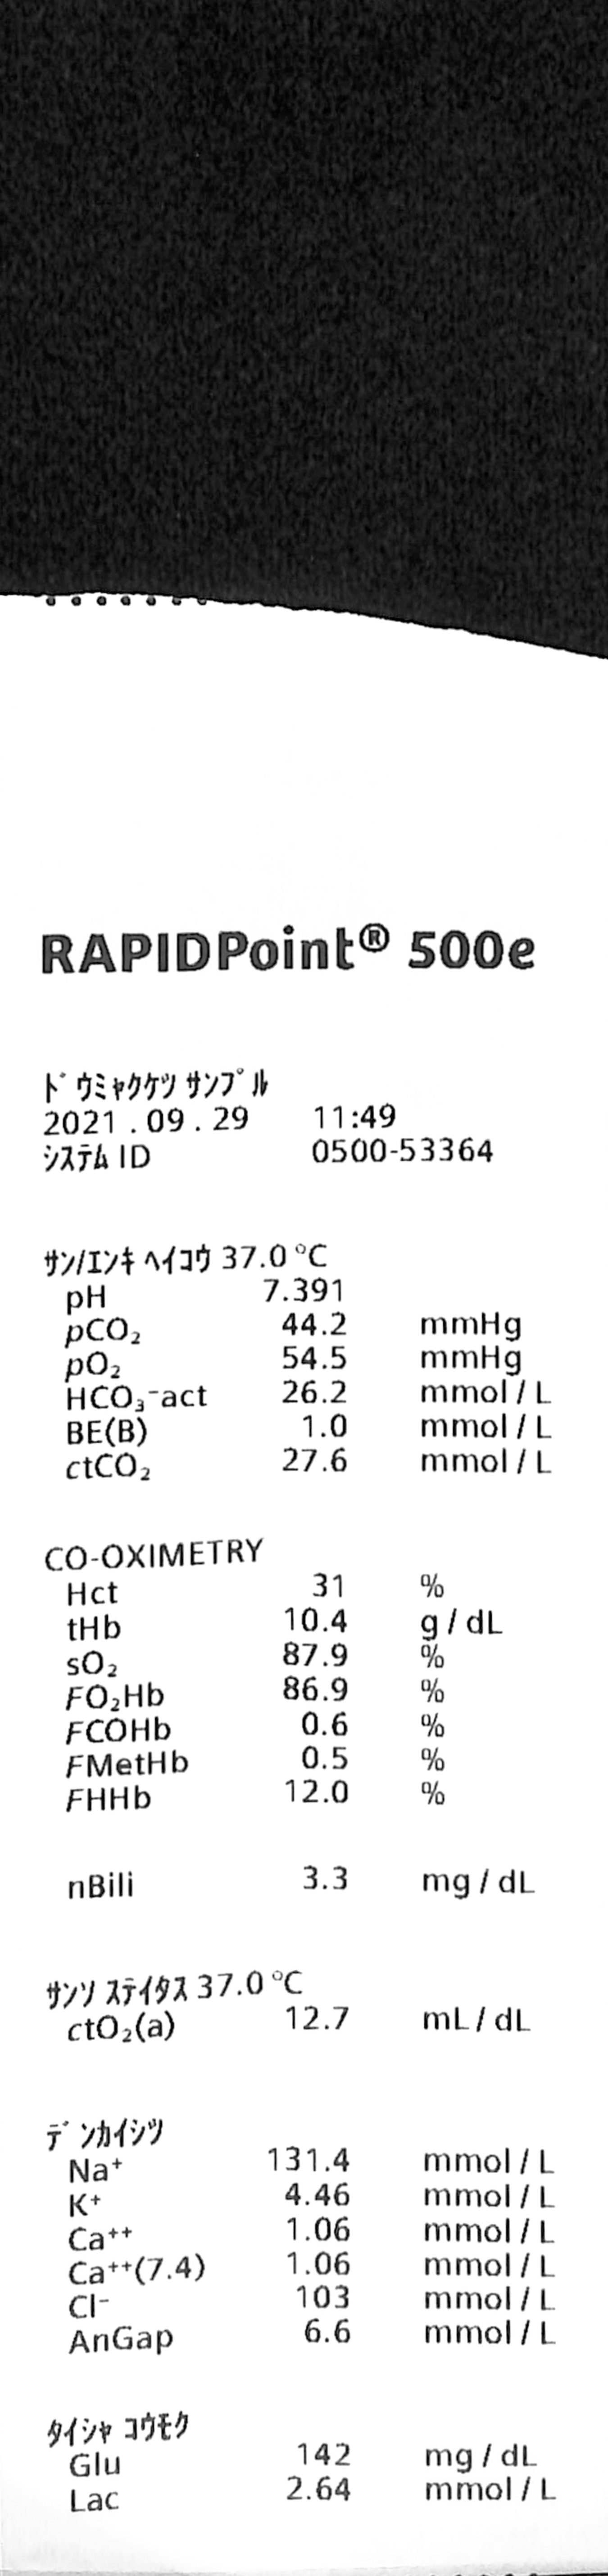 RAPIDPoint® 500e
ﾄﾞｳﾐｬｸｹﾂ ｻﾝﾌﾟﾙ
2021 . 09 . 29 11:49
ｼｽﾃﾑ ID 0500-53364
ｻﾝ/ｴﾝｷ ﾍｲｺｳ 37.0 °C
pH 7.391
pCO₂ 44.2 mmHg
pO₂ 54.5 mmHg
HCO₃⁻act 26.2 mmol / L
BE(B) 1.0 mmol / L
ctCO₂ 27.6 mmol / L
CO-OXIMETRY
Hct 31 %
tHb 10.4 g / dL
sO₂ 87.9 %
FO₂Hb 86.9 %
FCOHb 0.6 %
FMetHb 0.5 %
FHHb 12.0 %
nBili 3.3 mg / dL
ｻﾝｿ ｽﾃｲﾀｽ 37.0 °C
ctO₂(a) 12.7 mL / dL
ﾃﾞﾝｶｲｼﾂ
Na⁺ 131.4 mmol / L
K⁺ 4.46 mmol / L
Ca⁺⁺ 1.06 mmol / L
Ca⁺⁺(7.4) 1.06 mmol / L
Cl⁻ 103 mmol / L
AnGap 6.6 mmol / L
ﾀｲｼｬ ｺｳﾓｸ
Glu 142 mg / dL
Lac 2.64 mmol / L